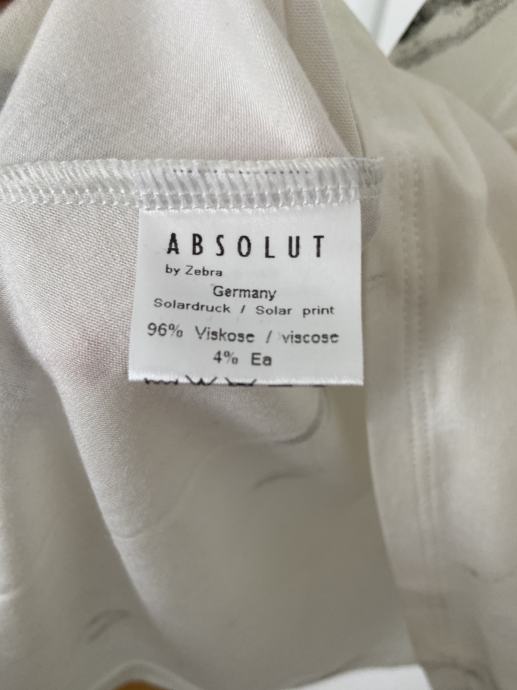 ABSOLUT
by Zebra
Germany
Solardruck / Solar print
96% Viskose / viscose
4% Ea